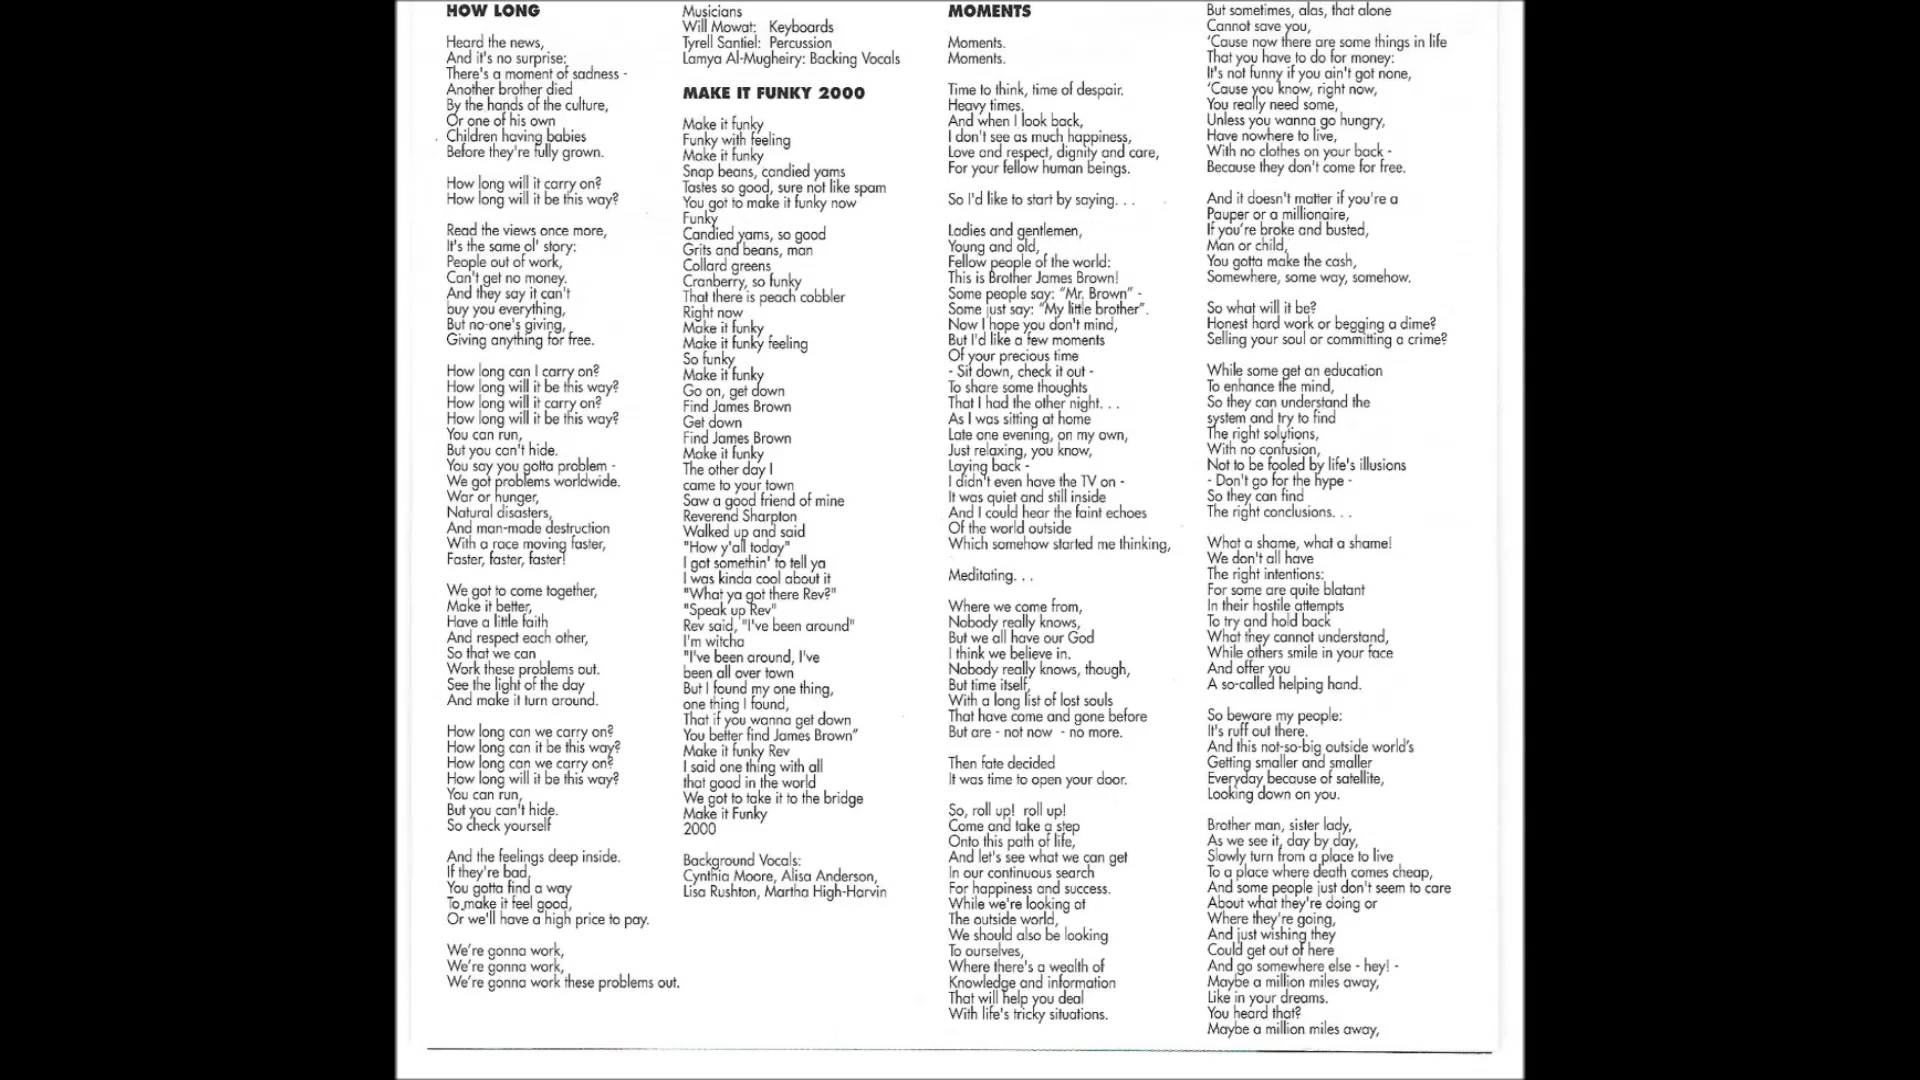 HOW LONG
Heard the news,
And it's no surprise:
There's a moment of sadness -
Another brother died
By the hands of the culture,
Or one of his own
Children having babies
Before they're fully grown.
How long will it carry on?
How long will it be this way?
Read the views once more,
It's the same ol' story:
People out of work,
Can't get no money.
And they say it can't
buy you everything,
But no-one's giving,
Giving anything for free.
How long can I carry on?
How long will it be this way?
How long will it carry on?
How long will it be this way?
You can run,
But you can't hide.
You say you gotta problem -
We got problems worldwide.
War or hunger,
Natural disasters,
And man-made destruction
With a race moving faster,
Faster, faster, faster!
We got to come together,
Make it better,
Have a little faith
And respect each other,
So that we can
Work these problems out.
See the light of the day
And make it turn around.
How long can we carry on?
How long can it be this way?
How long can we carry on?
How long will it be this way?
You can run,
But you can't hide.
So check yourself
And the feelings deep inside.
If they're bad,
You gotta find a way
To make it feel good,
Or we'll have a high price to pay.
We're gonna work,
We're gonna work,
We're gonna work these problems out.
Musicians
Will Mowat: Keyboards
Tyrell Santiel: Percussion
Lamya Al-Mugheiry: Backing Vocals
MAKE IT FUNKY 2000
Make it funky
Funky with feeling
Make it funky
Snap beans, candied yams
Tastes so good, sure not like spam
You got to make it funky now
Funky
Candied yams, so good
Grits and beans, man
Collard greens
Cranberry, so funky
That there is peach cobbler
Right now
Make it funky
Make it funky feeling
So funky
Make it funky
Go on, get down
Find James Brown
Get down
Find James Brown
Make it funky
The other day I
came to your town
Saw a good friend of mine
Reverend Sharpton
Walked up and said
"How y'all today"
I got somethin' to tell ya
I was kinda cool about it
"What ya got there Rev?"
"Speak up Rev"
Rev said, "I've been around"
I'm witcha
"I've been around, I've
been all over town
But I found my one thing,
one thing I found,
That if you wanna get down
You better find James Brown"
Make it funky Rev
I said one thing with all
that good in the world
We got to take it to the bridge
Make it Funky
2000
Background Vocals:
Cynthia Moore, Alisa Anderson,
Lisa Rushton, Martha High-Harvin
MOMENTS
Moments.
Moments.
Time to think, time of despair.
Heavy times.
And when I look back,
I don't see as much happiness,
Love and respect, dignity and care,
For your fellow human beings.
So I'd like to start by saying. . .
Ladies and gentlemen,
Young and old,
Fellow people of the world:
This is Brother James Brown!
Some people say: "Mr. Brown" -
Some just say: "My little brother".
Now I hope you don't mind,
But I'd like a few moments
Of your precious time
- Sit down, check it out -
To share some thoughts
That I had the other night. . .
As I was sitting at home
Late one evening, on my own,
Just relaxing, you know,
Laying back -
I didn't even have the TV on -
It was quiet and still inside
And I could hear the faint echoes
Of the world outside
Which somehow started me thinking,
Meditating. . .
Where we come from,
Nobody really knows,
But we all have our God
I think we believe in.
Nobody really knows, though,
But time itself,
With a long list of lost souls
That have come and gone before
But are - not now - no more.
Then fate decided
It was time to open your door.
So, roll up! roll up!
Come and take a step
Onto this path of life,
And let's see what we can get
In our continuous search
For happiness and success.
While we're looking at
The outside world,
We should also be looking
To ourselves,
Where there's a wealth of
Knowledge and information
That will help you deal
With life's tricky situations.
But sometimes, alas, that alone
Cannot save you,
'Cause now there are some things in life
That you have to do for money:
It's not funny if you ain't got none,
'Cause you know, right now,
You really need some,
Unless you wanna go hungry,
Have nowhere to live,
With no clothes on your back -
Because they don't come for free.
And it doesn't matter if you're a
Pauper or a millionaire,
If you're broke and busted,
Man or child,
You gotta make the cash,
Somewhere, some way, somehow.
So what will it be?
Honest hard work or begging a dime?
Selling your soul or committing a crime?
While some get an education
To enhance the mind,
So they can understand the
system and try to find
The right solutions,
With no confusion,
Not to be fooled by life's illusions
- Don't go for the hype -
So they can find
The right conclusions. . .
What a shame, what a shame!
We don't all have
The right intentions:
For some are quite blatant
In their hostile attempts
To try and hold back
What they cannot understand,
While others smile in your face
And offer you
A so-called helping hand.
So beware my people:
It's ruff out there.
And this not-so-big outside world's
Getting smaller and smaller
Everyday because of satellite,
Looking down on you.
Brother man, sister lady,
As we see it, day by day,
Slowly turn from a place to live
To a place where death comes cheap,
And some people just don't seem to care
About what they're doing or
Where they're going,
And just wishing they
Could get out of here
And go somewhere else - hey! -
Maybe a million miles away,
Like in your dreams.
You heard that?
Maybe a million miles away,